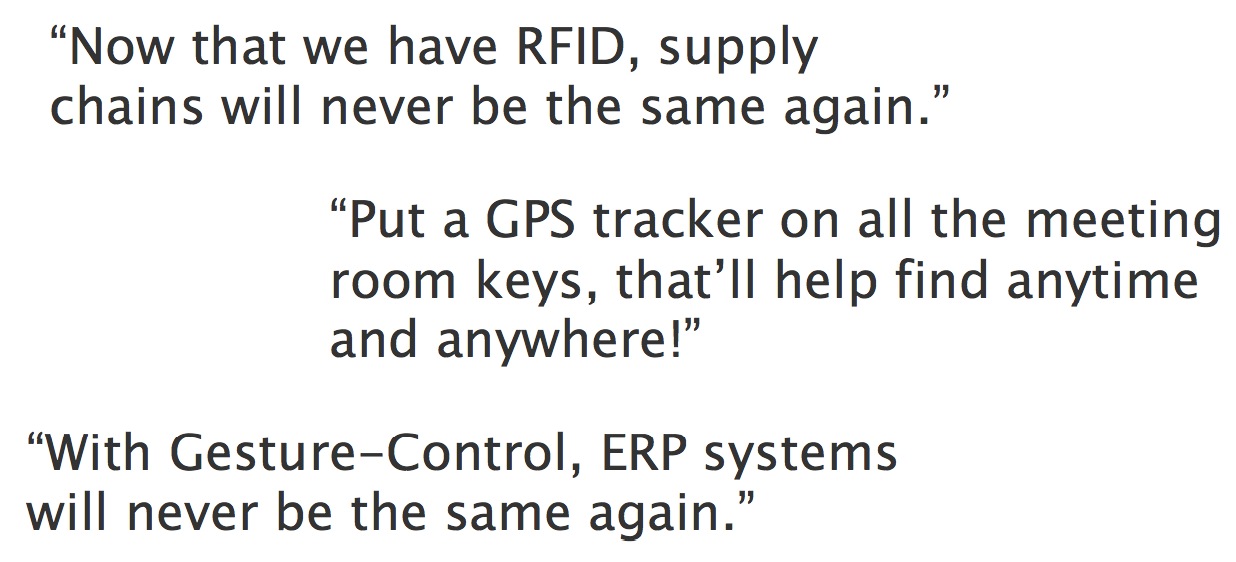 “Now that we have RFID, supply
chains will never be the same again.”
“Put a GPS tracker on all the meeting
room keys, that’ll help find anytime
and anywhere!”
“With Gesture–Control, ERP systems
will never be the same again.”